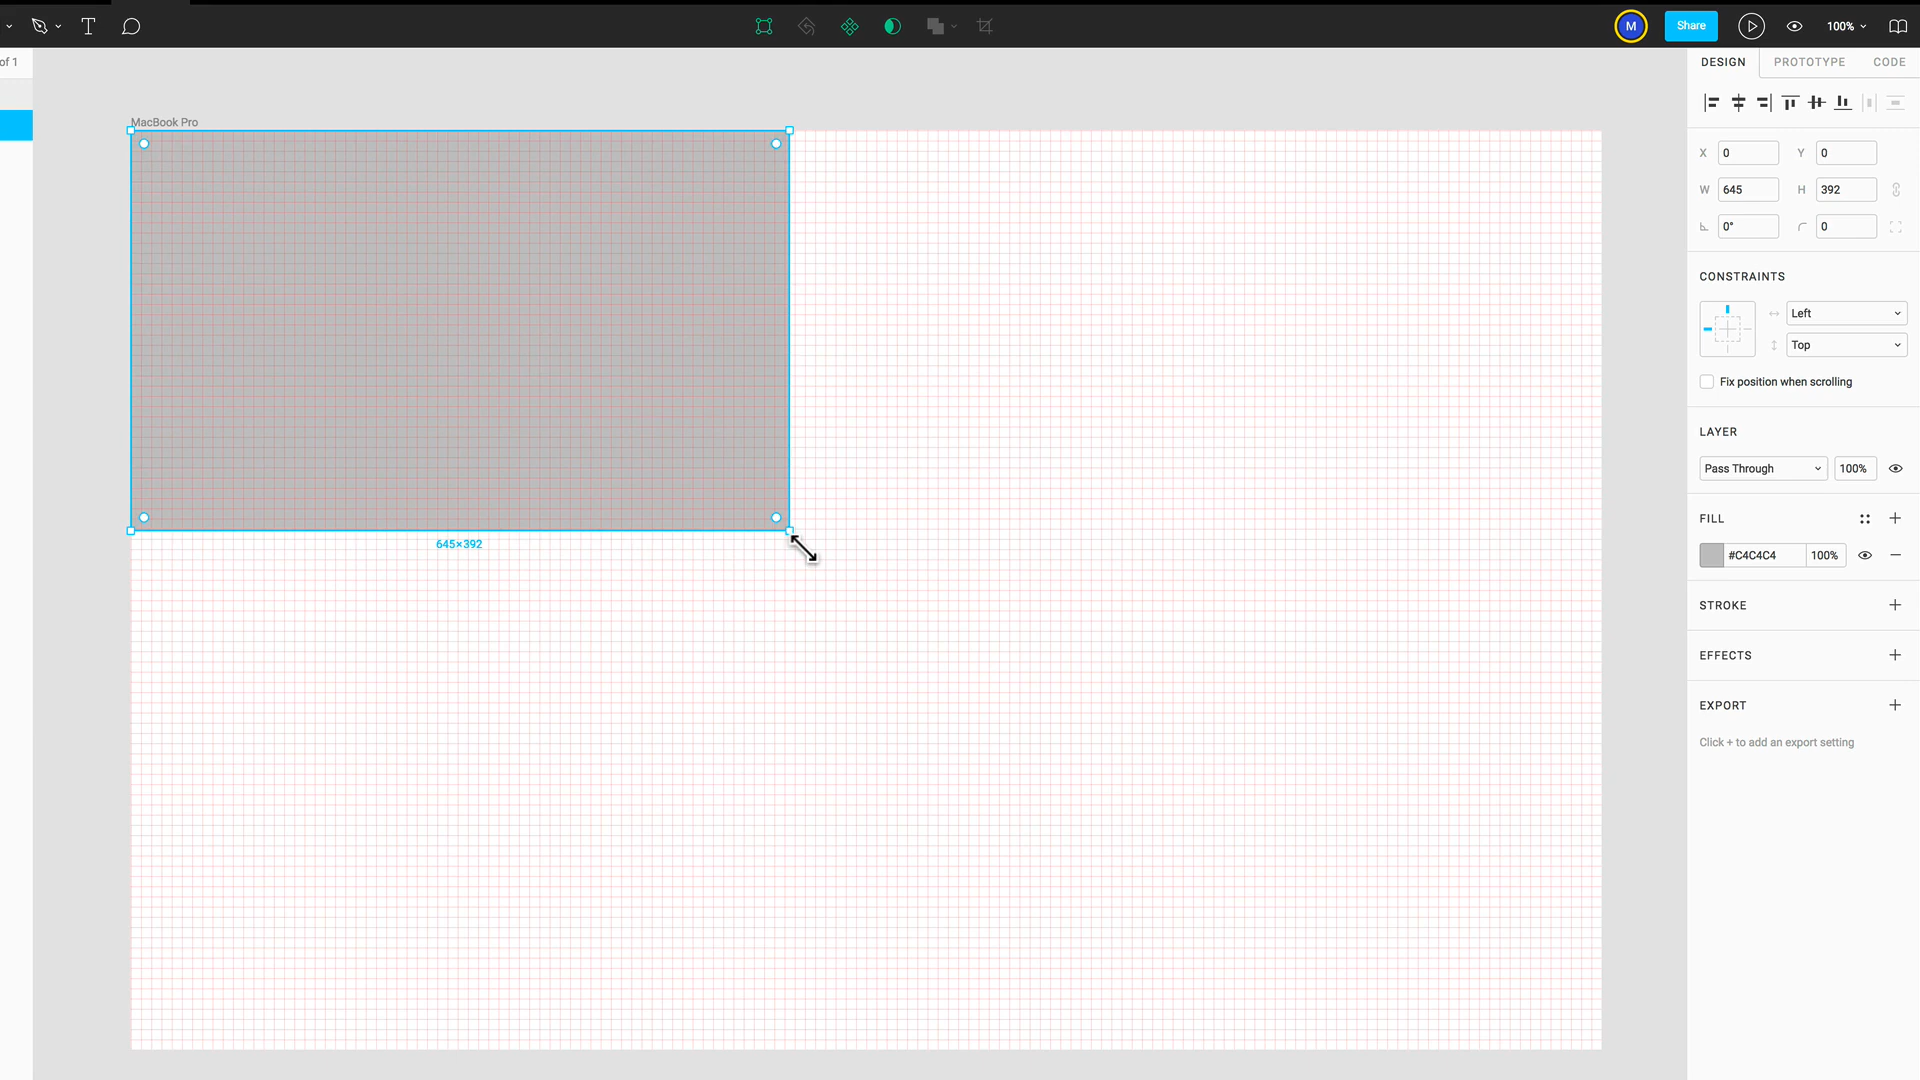 M
Share
100%
of 1
DESIGN PROTOTYPE CODE
MacBook Pro
X 0 Y 0
W 645 H 392
0° 0
CONSTRAINTS
Left
Top
Fix position when scrolling
LAYER
Pass Through 100%
FILL
#C4C4C4 100%
645×392
STROKE
EFFECTS
EXPORT
Click + to add an export setting